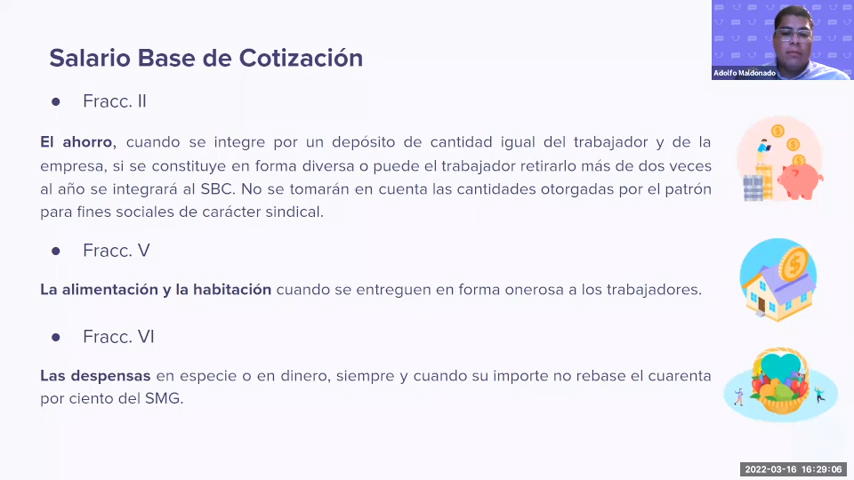 Salario Base de Cotización
● Fracc. II
El ahorro, cuando se integre por un depósito de cantidad igual del trabajador y de la
empresa, si se constituye en forma diversa o puede el trabajador retirarlo más de dos veces
al año se integrará al SBC. No se tomarán en cuenta las cantidades otorgadas por el patrón
para fines sociales de carácter sindical.
● Fracc. V
La alimentación y la habitación cuando se entreguen en forma onerosa a los trabajadores.
● Fracc. VI
Las despensas en especie o en dinero, siempre y cuando su importe no rebase el cuarenta
por ciento del SMG.
Adolfo Maldonado
2022-03-16 16:29:06